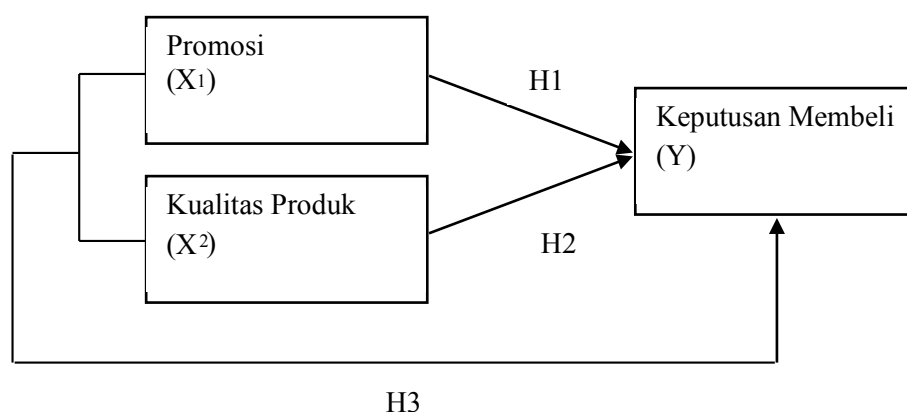 Promosi
(X1)
H1
Keputusan Membeli
(Y)
Kualitas Produk
(X²)
H2
H3